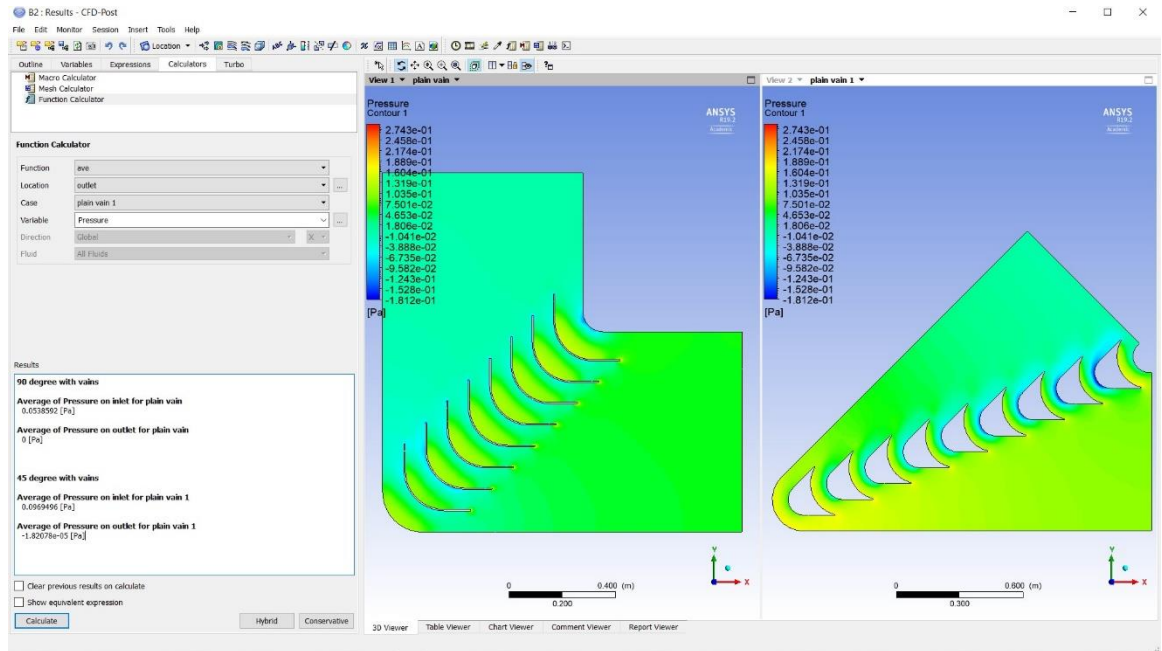 B2 : Results - CFD-Post
File Edit Monitor Session Insert Tools Help
Location
Outline Variables Expressions Calculators Turbo
Macro Calculator
Mesh Calculator
Function Calculator
Function Calculator
Function ave
Location outlet ...
Case plain vain 1
Variable Pressure ...
Direction Global X
Fluid All Fluids
Results
90 degree with vains
Average of Pressure on inlet for plain vain
0.0538592 [Pa]
Average of Pressure on outlet for plain vain
0 [Pa]
45 degree with vains
Average of Pressure on inlet for plain vain 1
0.0969496 [Pa]
Average of Pressure on outlet for plain vain 1
-1.82078e-05 [Pa]
Clear previous results on calculate
Show equivalent expression
Calculate Hybrid Conservative
View 1 plain vain
Pressure
Contour 1
2.743e-01
2.458e-01
2.174e-01
1.889e-01
1.604e-01
1.319e-01
1.035e-01
7.501e-02
4.653e-02
1.806e-02
-1.041e-02
-3.888e-02
-6.735e-02
-9.582e-02
-1.243e-01
-1.528e-01
-1.812e-01
[Pa]
ANSYS
R19.2
Academic
Y
X
0 0.400 (m)
0.200
View 2 plain vain 1
Pressure
Contour 1
2.743e-01
2.458e-01
2.174e-01
1.889e-01
1.604e-01
1.319e-01
1.035e-01
7.501e-02
4.653e-02
1.806e-02
-1.041e-02
-3.888e-02
-6.735e-02
-9.582e-02
-1.243e-01
-1.528e-01
-1.812e-01
[Pa]
ANSYS
R19.2
Academic
Y
X
0 0.600 (m)
0.300
3D Viewer Table Viewer Chart Viewer Comment Viewer Report Viewer